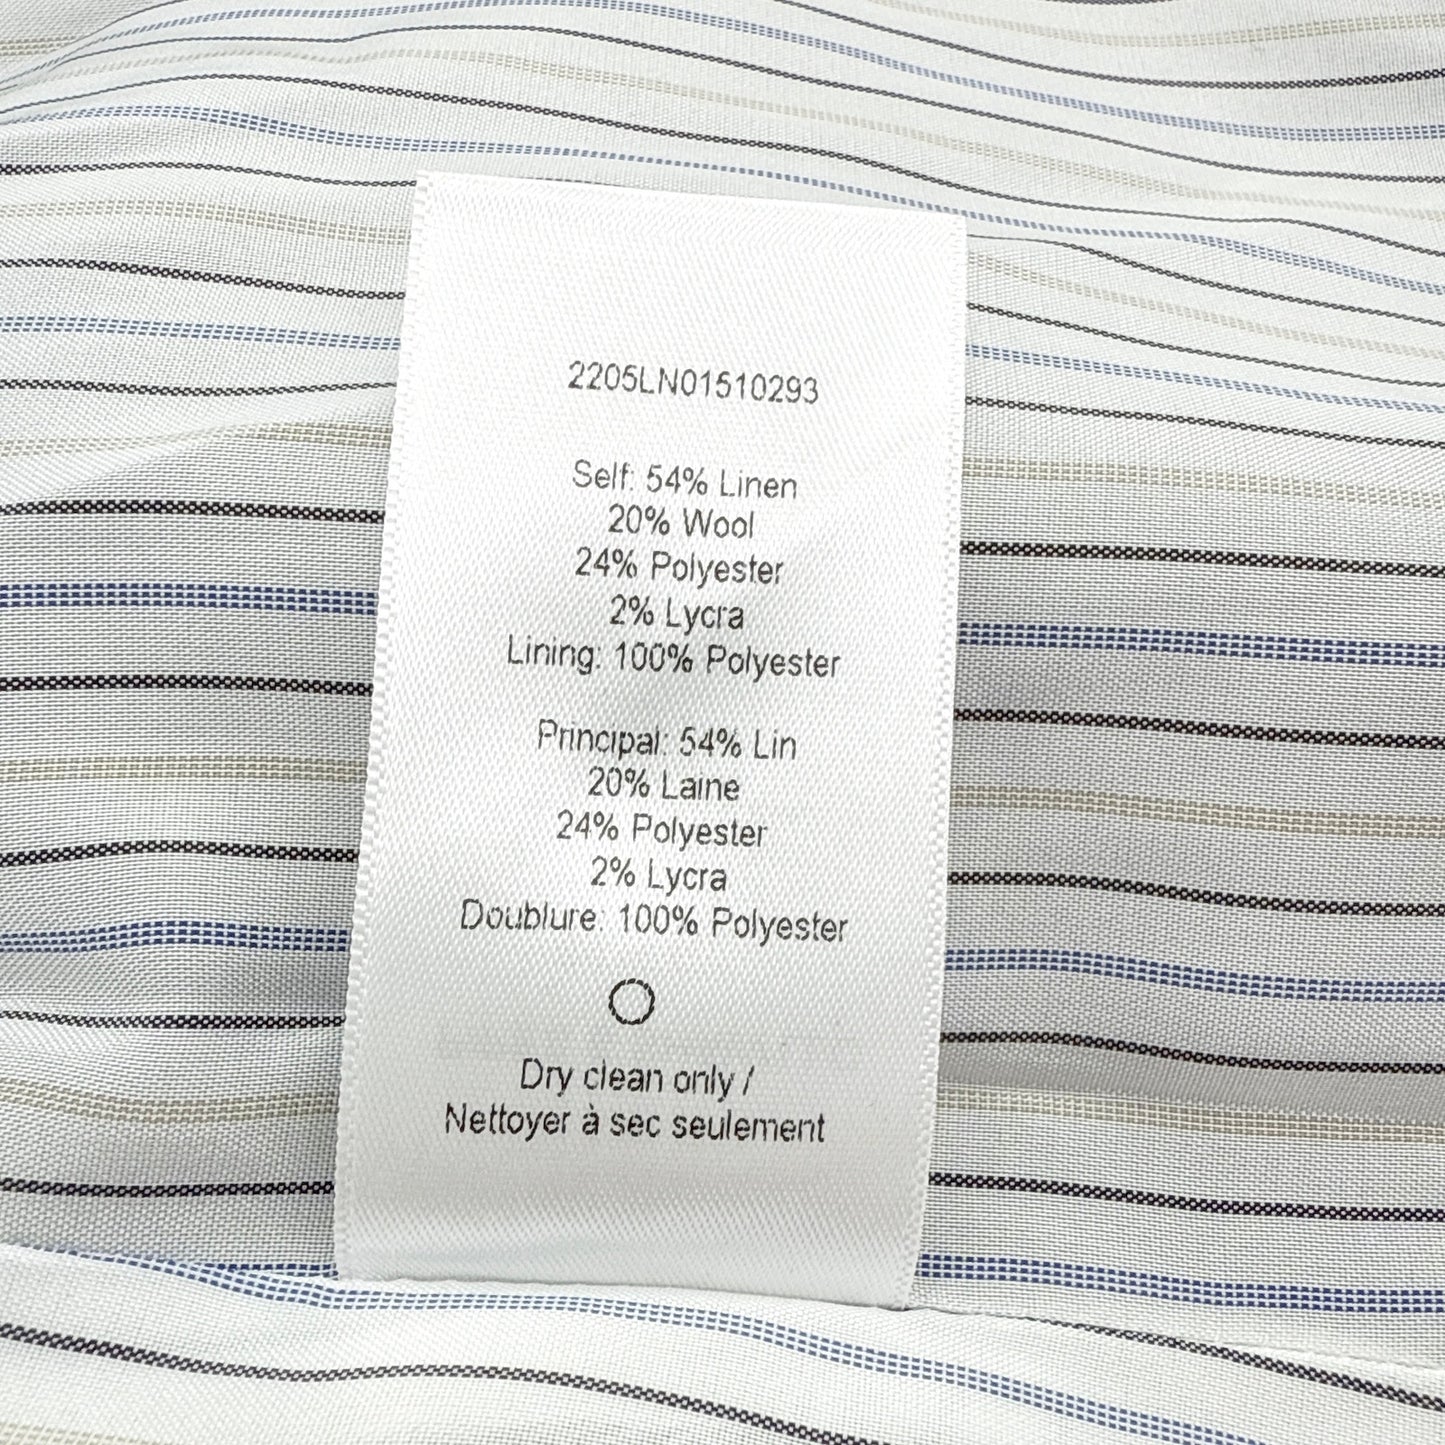 2205LN01510293
Self: 54% Linen
20% Wool
24% Polyester
2% Lycra
Lining: 100% Polyester
Principal: 54% Lin
20% Laine
24% Polyester
2% Lycra
Doublure: 100% Polyester
Dry clean only /
Nettoyer à sec seulement